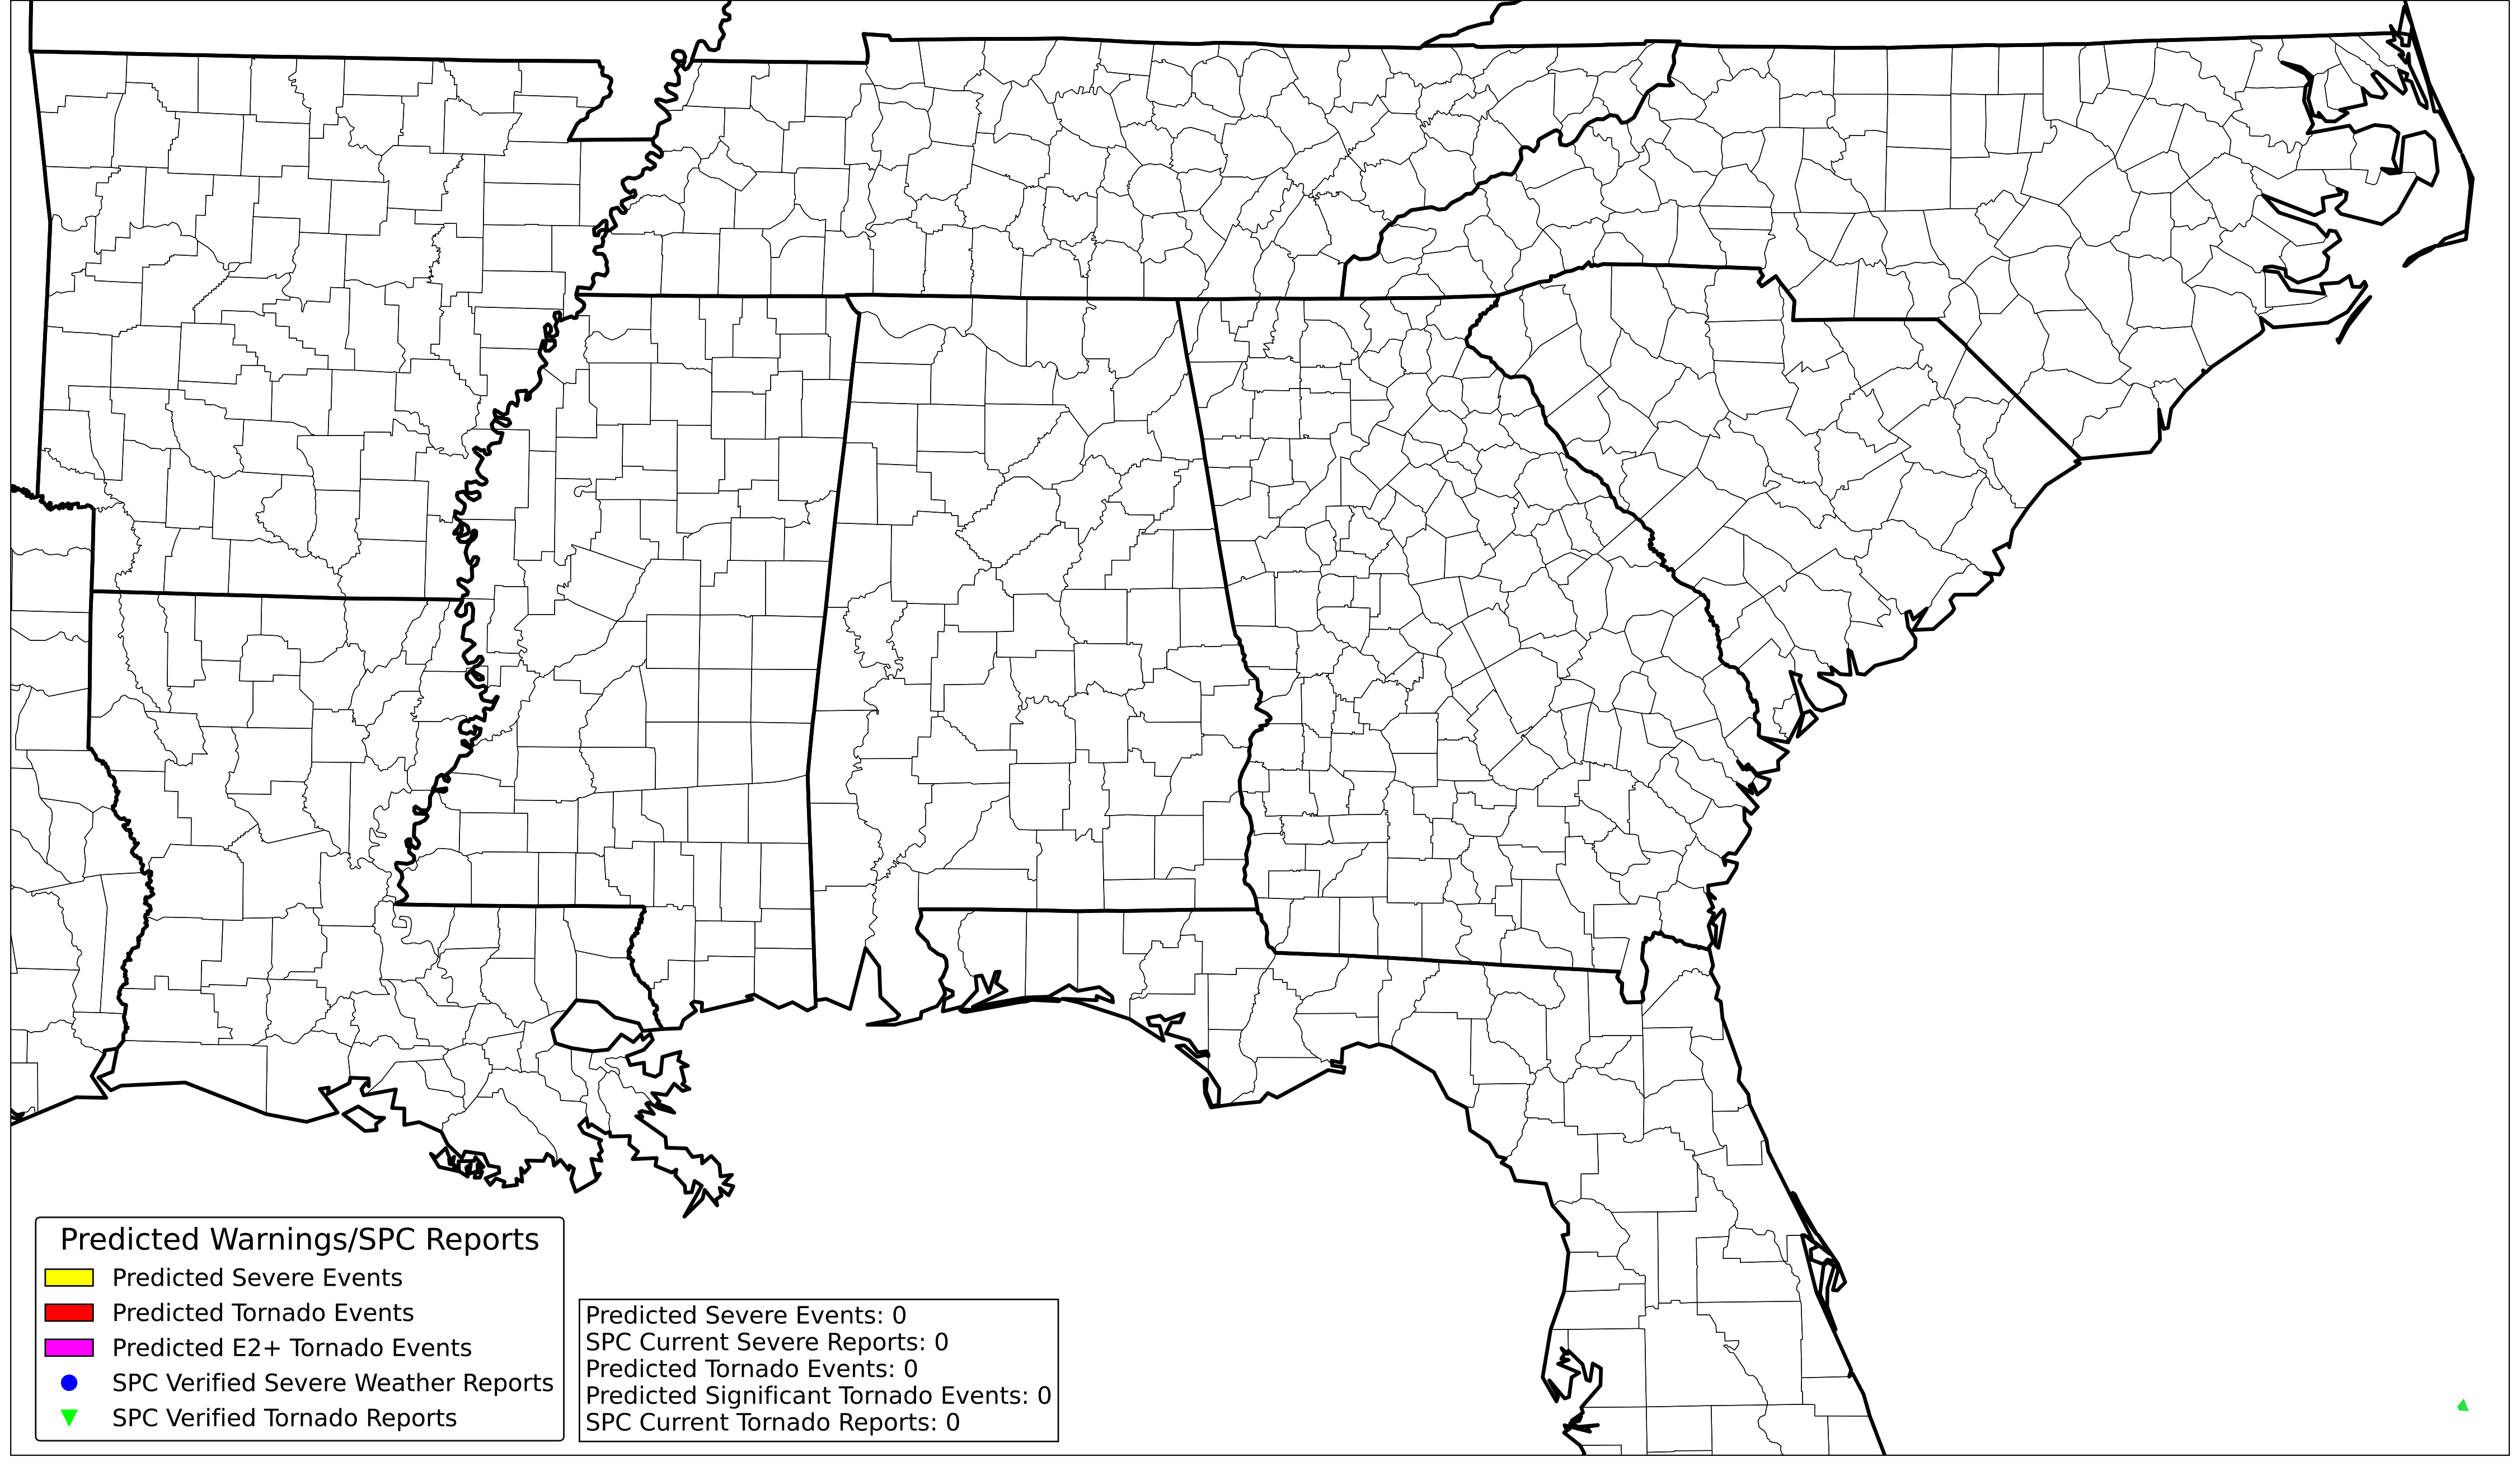 Predicted Warnings/SPC Reports
Predicted Severe Events
Predicted Tornado Events
Predicted E2+ Tornado Events
SPC Verified Severe Weather Reports
SPC Verified Tornado Reports
Predicted Severe Events: 0
SPC Current Severe Reports: 0
Predicted Tornado Events: 0
Predicted Significant Tornado Events: 0
SPC Current Tornado Reports: 0